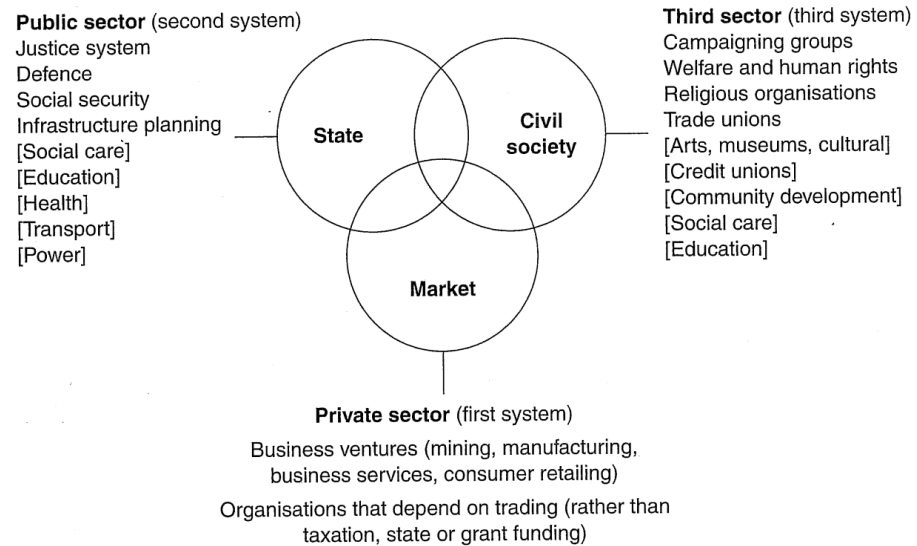 Public sector (second system)
Justice system
Defence
Social security
Infrastructure planning
[Social care]
[Education]
[Health]
[Transport]
[Power]
State
Civil
society
Market
Third sector (third system)
Campaigning groups
Welfare and human rights
Religious organisations
Trade unions
[Arts, museums, cultural]
[Credit unions]
[Community development]
[Social care]
[Education]
Private sector (first system)
Business ventures (mining, manufacturing,
business services, consumer retailing)
Organisations that depend on trading (rather than
taxation, state or grant funding)